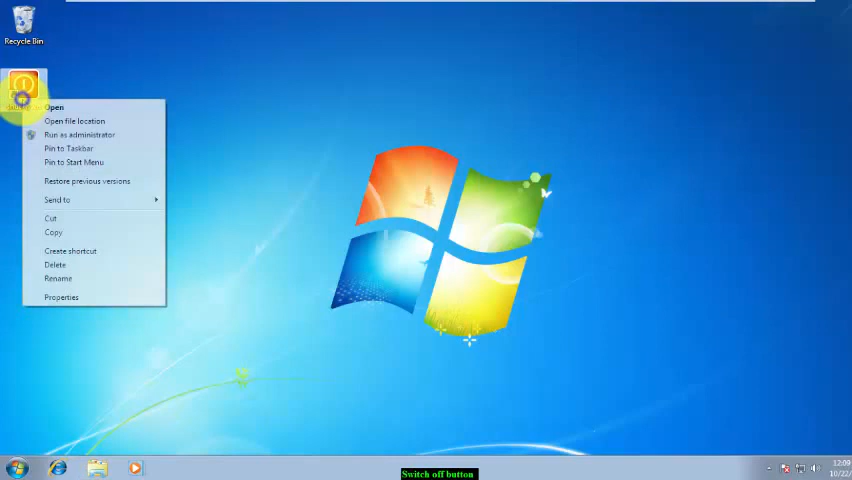 Recycle Bin
Open
Open file location
Run as administrator
Pin to Taskbar
Pin to Start Menu
Restore previous versions
Send to
Cut
Copy
Create shortcut
Delete
Rename
Properties
12:09
10/22/
Switch off button